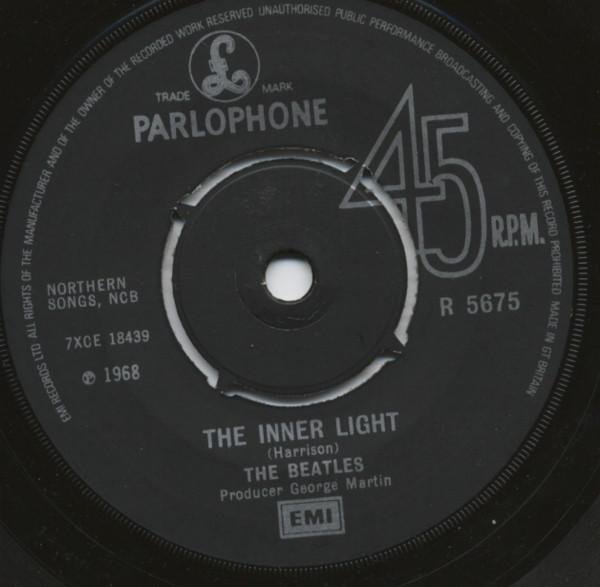 EMI RECORDS LTD ALL RIGHTS OF THE MANUFACTURER AND OF THE OWNER OF THE RECORDED WORK RESERVED UNAUTHORISED PUBLIC PERFORMANCE BROADCASTING AND COPYING OF THIS RECORD PROHIBITED MADE IN GT BRITAIN
£
TRADE MARK
PARLOPHONE
45
R.P.M.
NORTHERN
SONGS, NCB
R 5675
7XCE 18439
℗ 1968
THE INNER LIGHT
(Harrison)
THE BEATLES
Producer George Martin
EMI